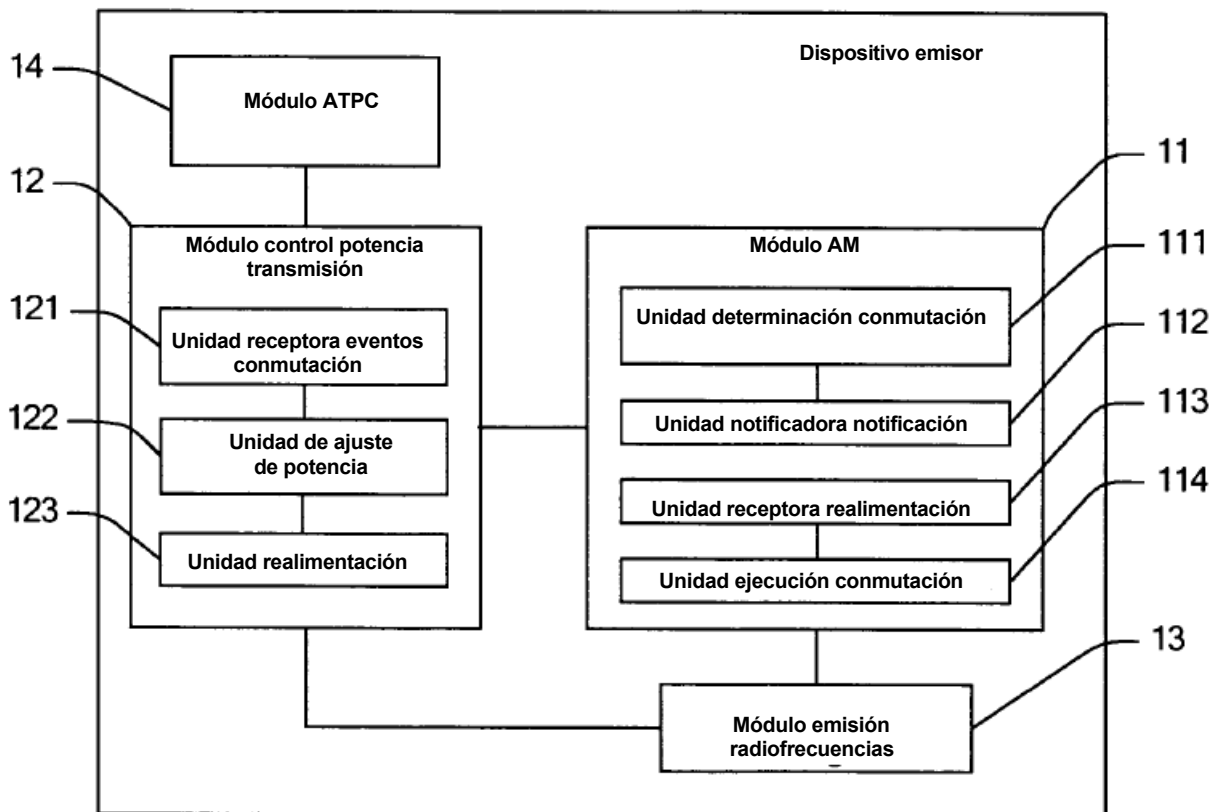 Dispositivo emisor
14
Módulo ATPC
12
Módulo control potencia
transmisión
121
Unidad receptora eventos
conmutación
122
Unidad de ajuste
de potencia
123
Unidad realimentación
11
Módulo AM
111
Unidad determinación conmutación
112
Unidad notificadora notificación
113
Unidad receptora realimentación
114
Unidad ejecución conmutación
13
Módulo emisión
radiofrecuencias